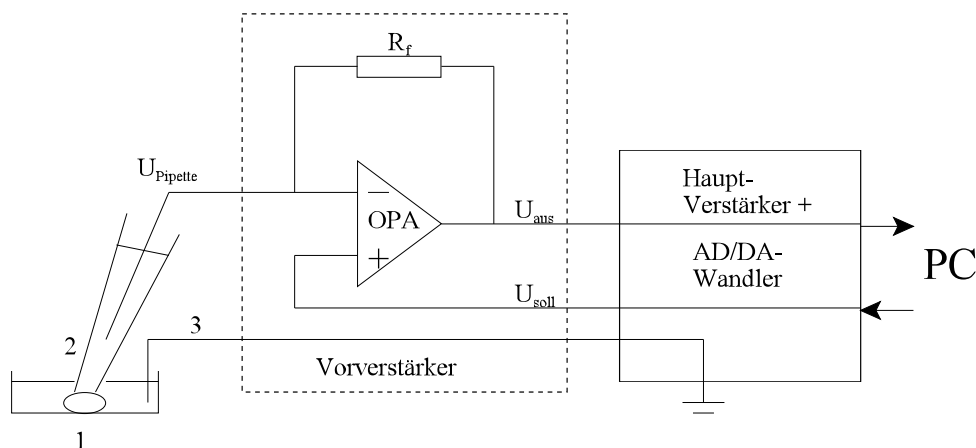 R_f
U_Pipette
OPA
−
+
U_aus
U_soll
Haupt-
Verstärker +
AD/DA-
Wandler
PC
2
3
Vorverstärker
1